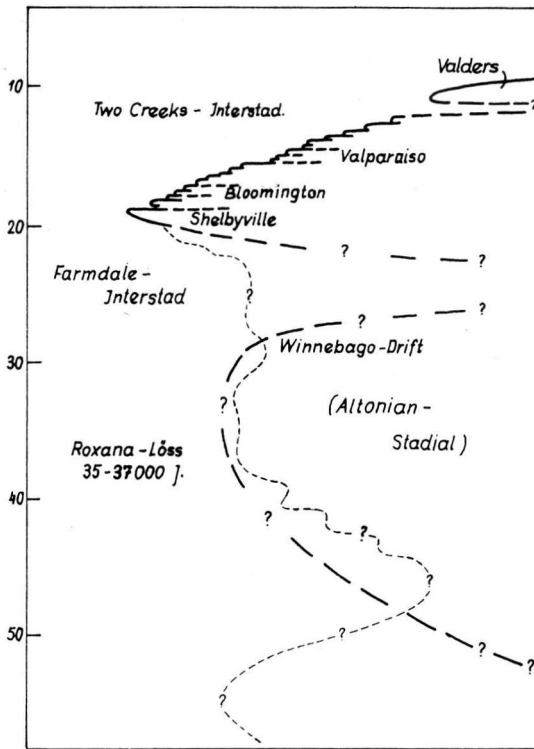 Valders
10
Two Creeks - Interstad.
Valparaiso
Bloomington
Shelbyville
20
?
?
Farmdale-
Interstad
?
?
?
Winnebago-Drift
30
?
(Altonian-
Stadial)
Roxana-Löss
35-37000 J.
40
?
?
?
50
?
?
?
?